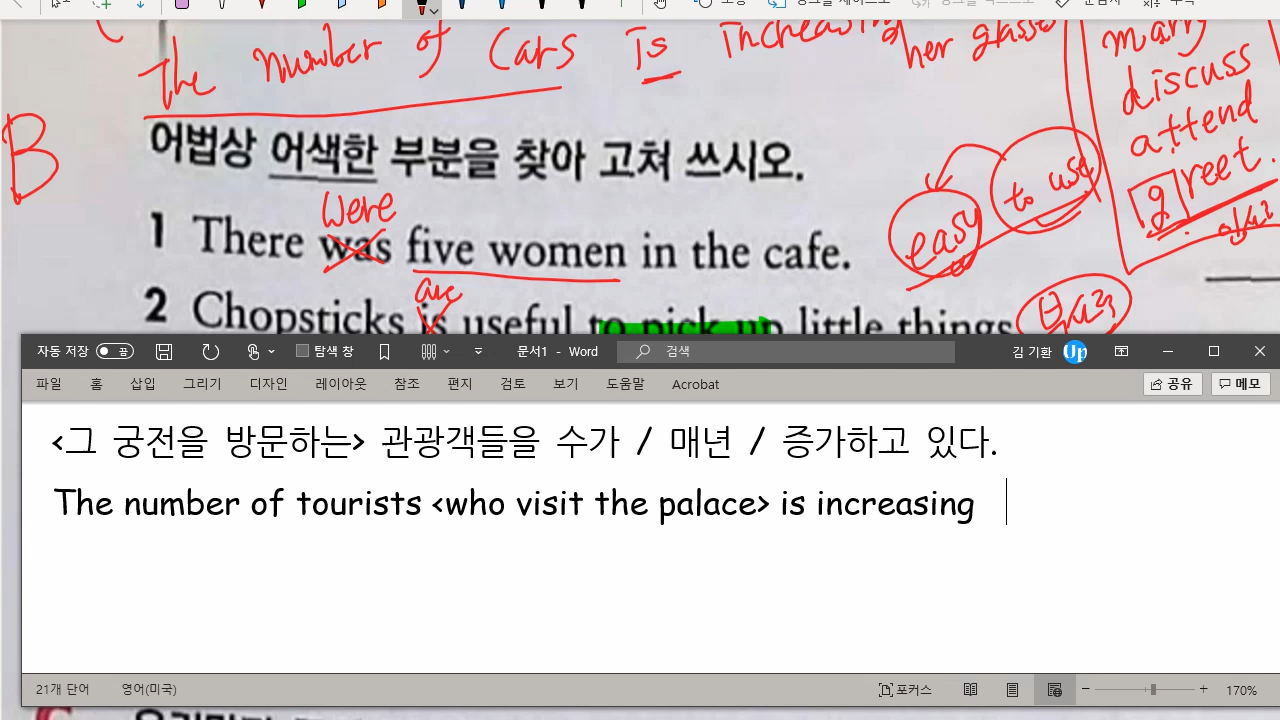 The number of Cars is increasing
her glasse
many
discuss
attend
greet.
B
어법상 어색한 부분을 찾아 고쳐 쓰시오.
were
1 There was five women in the cafe.
easy to use
are
2 Chopsticks is useful to pick up little things
자동 저장 끔 탐색 창 문서1 - Word 검색 김 기환 Up
파일 홈 삽입 그리기 디자인 레이아웃 참조 편지 검토 보기 도움말 Acrobat 공유 메모
<그 궁전을 방문하는> 관광객들을 수가 / 매년 / 증가하고 있다.
The number of tourists <who visit the palace> is increasing
21개 단어 영어(미국) 포커스 170%